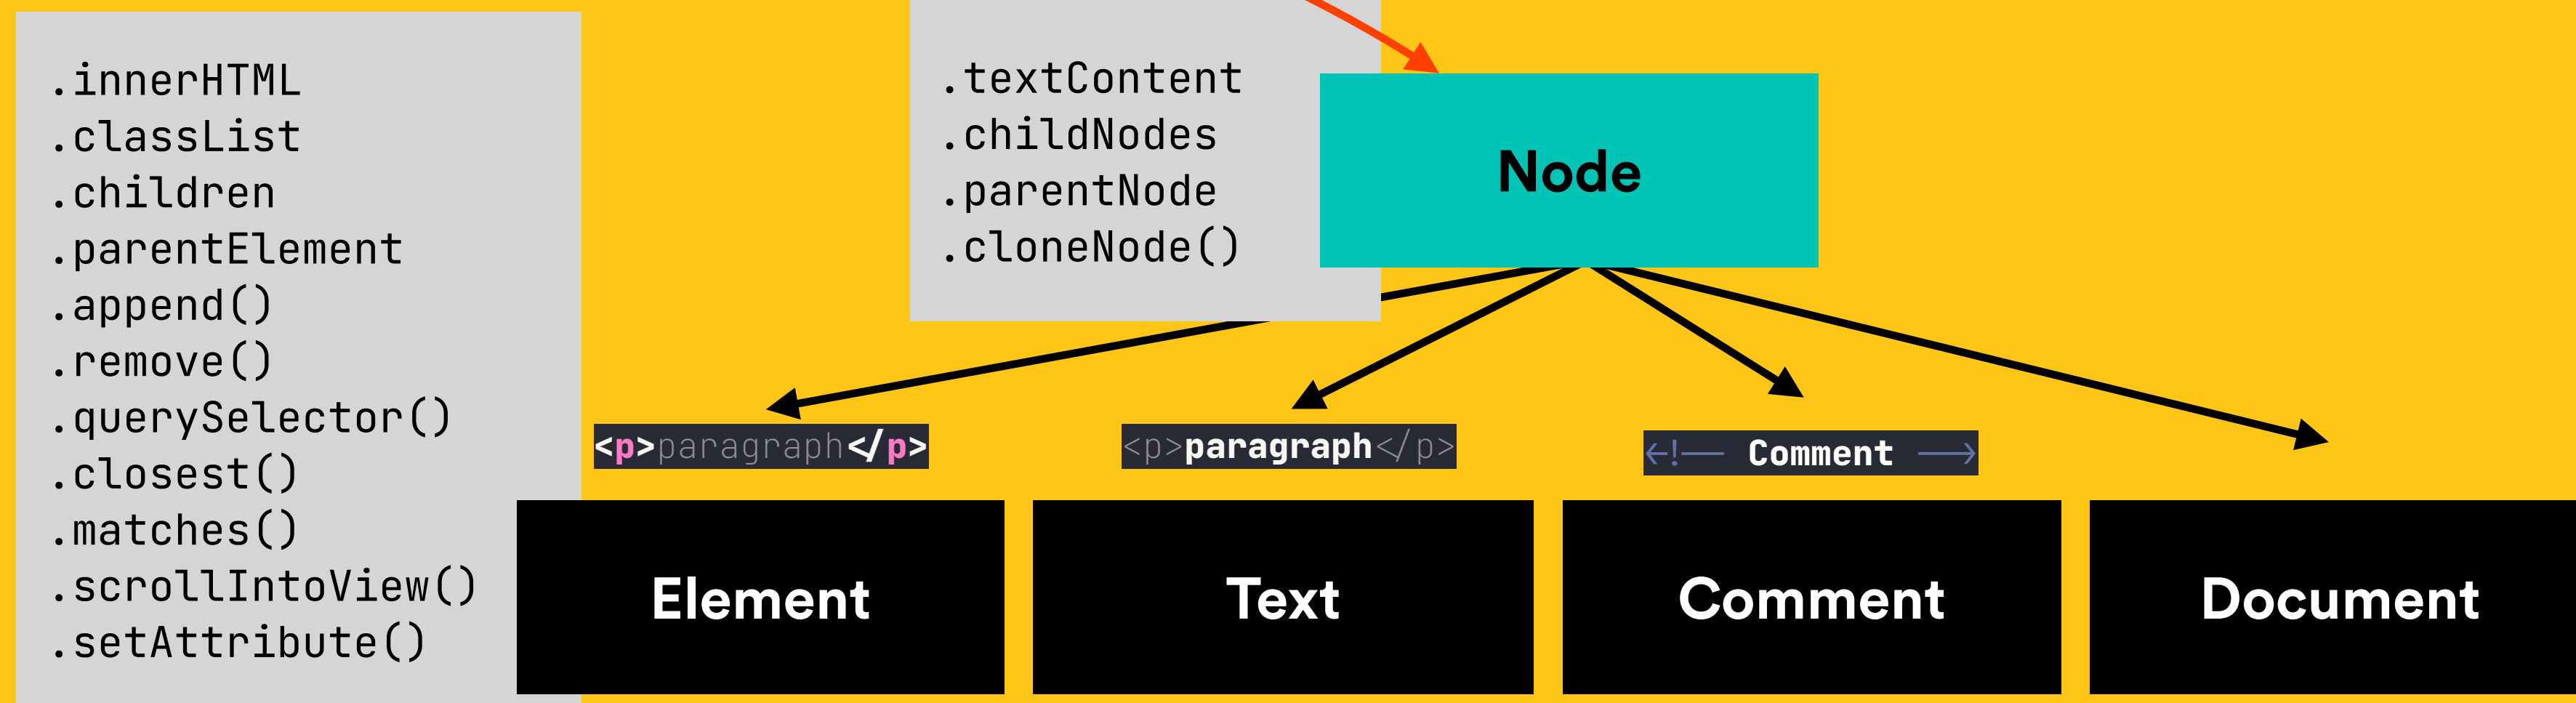 .innerHTML
.classList
.children
.parentElement
.append()
.remove()
.querySelector()
.closest()
.matches()
.scrollIntoView()
.setAttribute()
.textContent
.childNodes
.parentNode
.cloneNode()
Node
<p>paragraph</p>
<p>paragraph</p>
<!-- Comment -->
Element
Text
Comment
Document